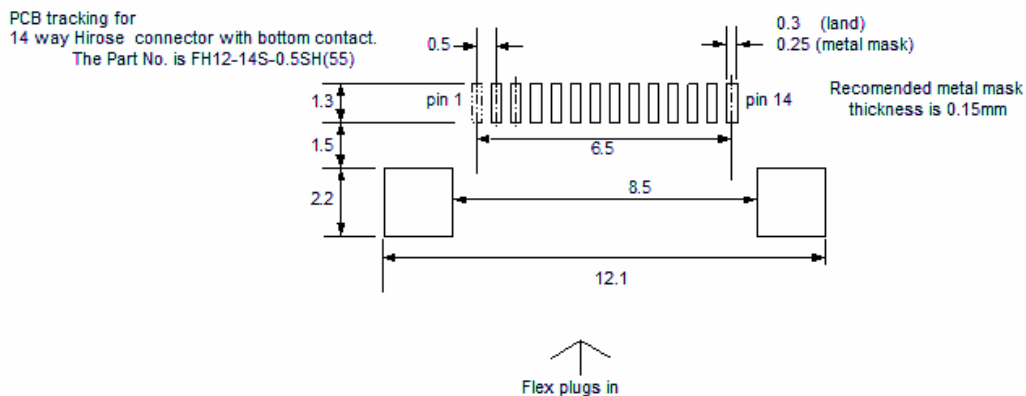 PCB tracking for
14 way Hirose connector with bottom contact.
The Part No. is FH12-14S-0.5SH(55)
0.3 (land)
0.25 (metal mask)
0.5
Recomended metal mask
thickness is 0.15mm
1.3
pin 1
pin 14
1.5
6.5
2.2
8.5
12.1
Flex plugs in